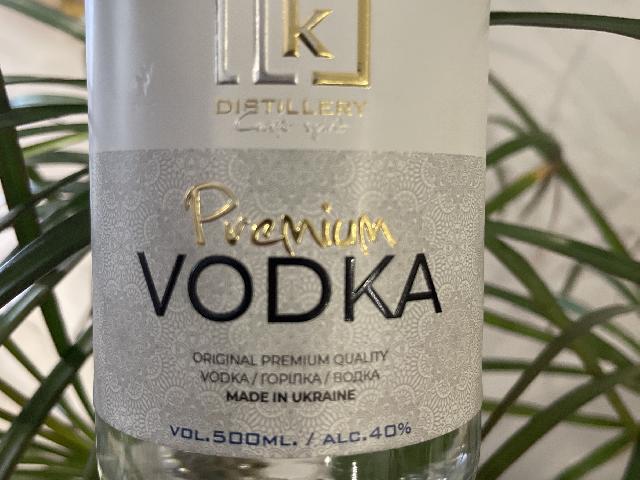 K
DISTILLERY
Premium
VODKA
ORIGINAL PREMIUM QUALITY
VODKA / ГОРІЛКА / ВОДКА
MADE IN UKRAINE
VOL.500ML. / ALC.40%